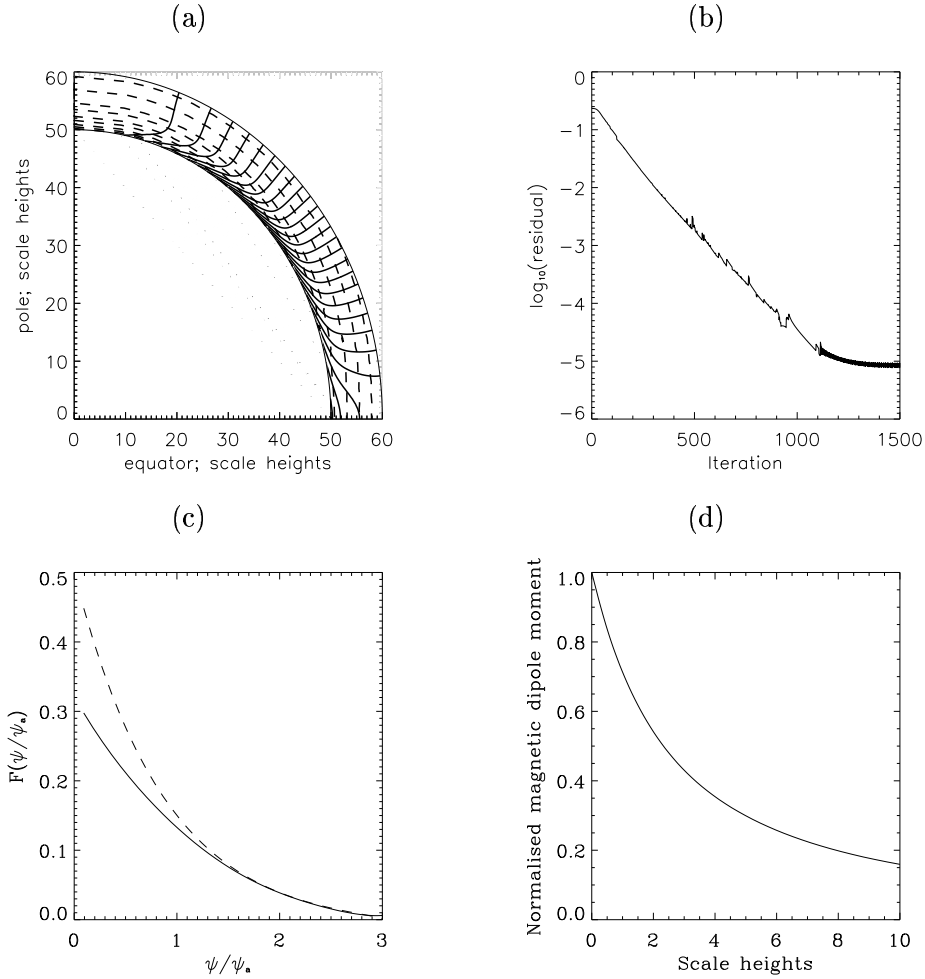 (a)
60
50
40
30
20
10
0
pole; scale heights
0 10 20 30 40 50 60
equator; scale heights
(b)
0
−1
−2
−3
−4
−5
−6
log₁₀(residual)
0 500 1000 1500
Iteration
(c)
0.5
0.4
0.3
0.2
0.1
0.0
F(ψ/ψₐ)
0 1 2 3
ψ/ψₐ
(d)
1.0
0.8
0.6
0.4
0.2
0.0
Normalised magnetic dipole moment
0 2 4 6 8 10
Scale heights